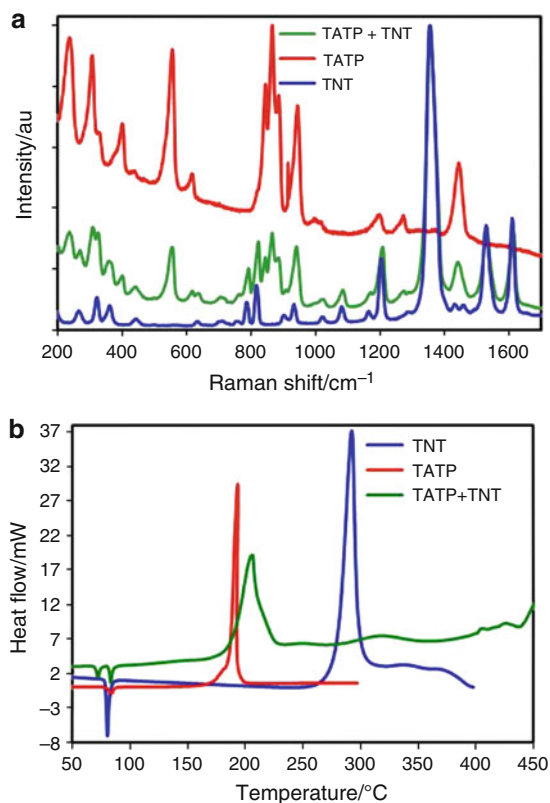 a
TATP + TNT
TATP
TNT
Intensity/au
200 400 600 800 1000 1200 1400 1600
Raman shift/cm⁻¹
b
37
32
27
22
17
12
7
2
−3
−8
TNT
TATP
TATP+TNT
Heat flow/mW
50 100 150 200 250 300 350 400 450
Temperature/°C